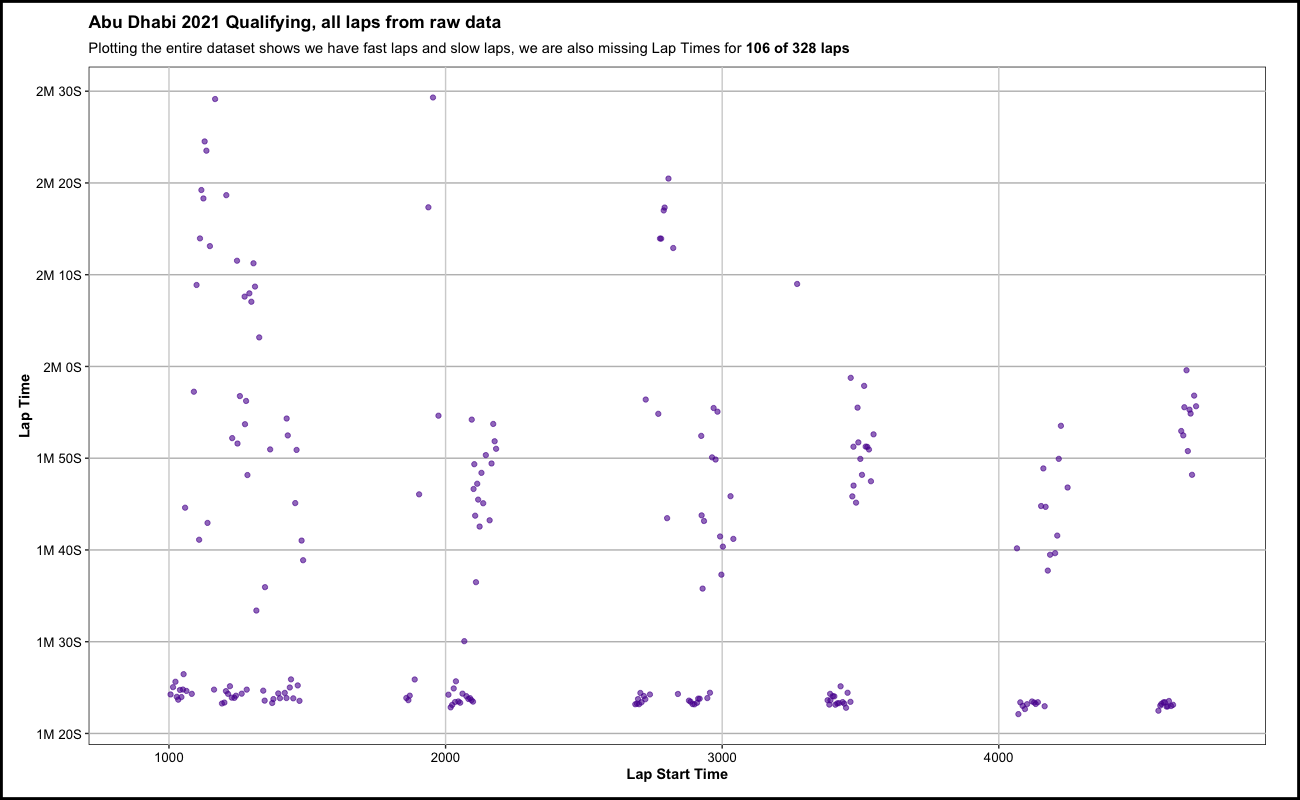 Abu Dhabi 2021 Qualifying, all laps from raw data
Plotting the entire dataset shows we have fast laps and slow laps, we are also missing Lap Times for 106 of 328 laps
2M 30S
2M 20S
2M 10S
2M 0S
1M 50S
1M 40S
1M 30S
1M 20S
Lap Time
1000 2000 3000 4000
Lap Start Time